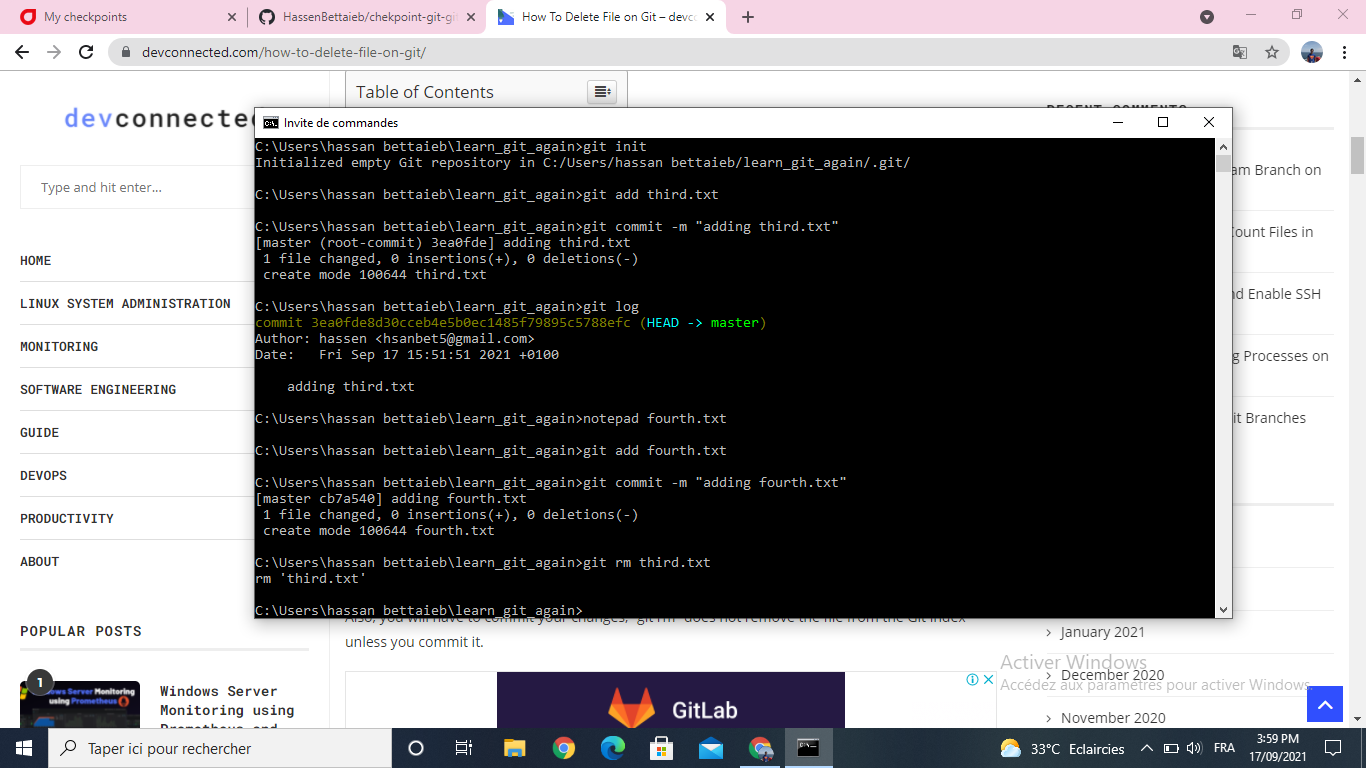 My checkpoints
HassenBettaieb/chekpoint-git-git
How To Delete File on Git – devc
devconnected.com/how-to-delete-file-on-git/
Table of Contents
devconnecte
Type and hit enter...
HOME
LINUX SYSTEM ADMINISTRATION
MONITORING
SOFTWARE ENGINEERING
GUIDE
DEVOPS
PRODUCTIVITY
ABOUT
POPULAR POSTS
1
Windows Server Monitoring
using Prometheus
Windows Server
Monitoring using
Prometheus and
Invite de commandes
C:\Users\hassan bettaieb\learn_git_again>git init
Initialized empty Git repository in C:/Users/hassan bettaieb/learn_git_again/.git/
C:\Users\hassan bettaieb\learn_git_again>git add third.txt
C:\Users\hassan bettaieb\learn_git_again>git commit -m "adding third.txt"
[master (root-commit) 3ea0fde] adding third.txt
1 file changed, 0 insertions(+), 0 deletions(-)
create mode 100644 third.txt
C:\Users\hassan bettaieb\learn_git_again>git log
commit 3ea0fde8d30cceb4e5b0ec1485f79895c5788efc (HEAD -> master)
Author: hassen <hsanbet5@gmail.com>
Date:   Fri Sep 17 15:51:51 2021 +0100
adding third.txt
C:\Users\hassan bettaieb\learn_git_again>notepad fourth.txt
C:\Users\hassan bettaieb\learn_git_again>git add fourth.txt
C:\Users\hassan bettaieb\learn_git_again>git commit -m "adding fourth.txt"
[master cb7a540] adding fourth.txt
1 file changed, 0 insertions(+), 0 deletions(-)
create mode 100644 fourth.txt
C:\Users\hassan bettaieb\learn_git_again>git rm third.txt
rm 'third.txt'
C:\Users\hassan bettaieb\learn_git_again>
Also, you will have to commit your changes, "git rm" does not remove the file from the Git index
unless you commit it.
GitLab
RECENT COMMENTS
am Branch on
Count Files in
nd Enable SSH
g Processes on
it Branches
January 2021
December 2020
November 2020
Activer Windows
Accédez aux paramètres pour activer Windows.
Taper ici pour rechercher
33°C Eclaircies
FRA
3:59 PM
17/09/2021